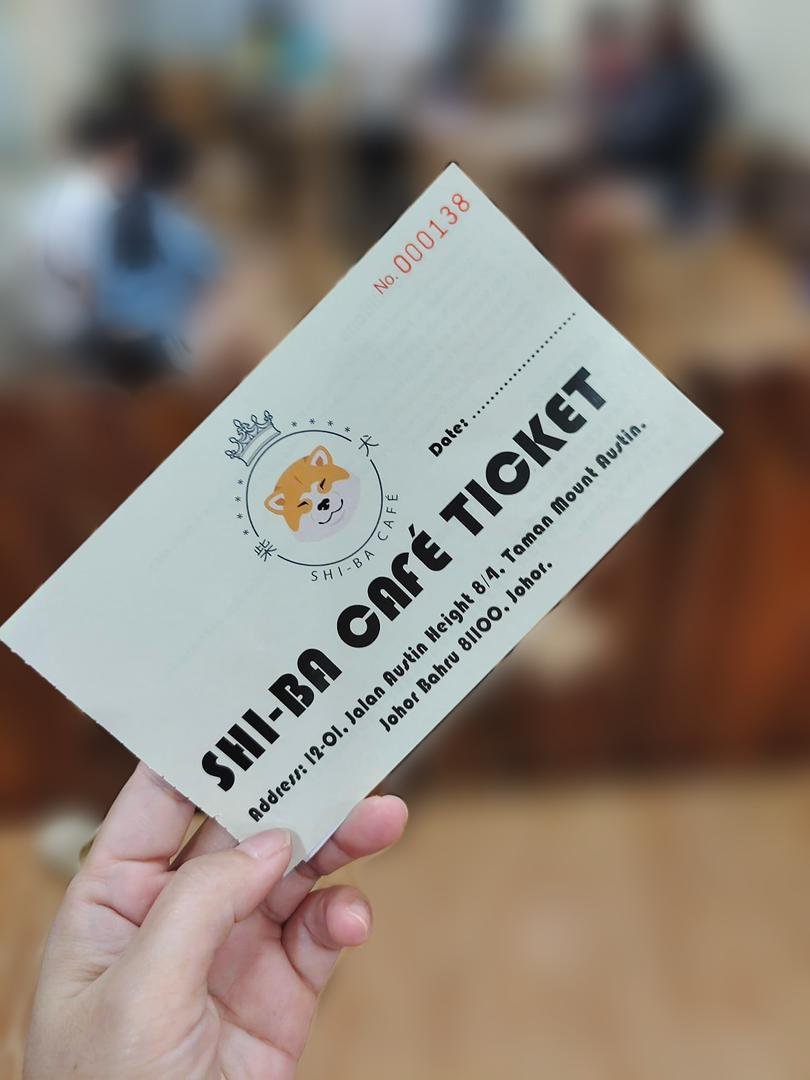 No. 000138
Date: ........................
柴 犬
SHI-BA CAFÉ
SHI-BA CAFÉ TICKET
Address: 12-01, Jalan Austin Height 8/4, Taman Mount Austin,
Johor Bahru 81100, Johor.